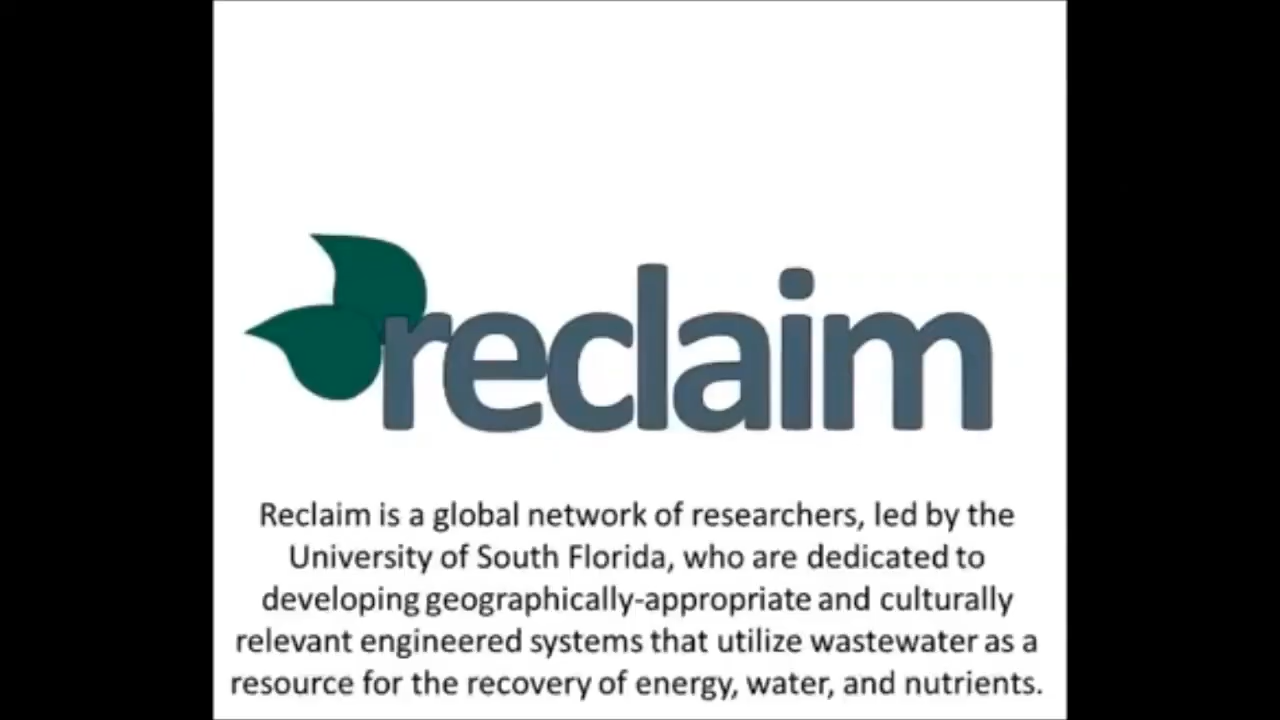 reclaim
Reclaim is a global network of researchers, led by the
University of South Florida, who are dedicated to
developing geographically-appropriate and culturally
relevant engineered systems that utilize wastewater as a
resource for the recovery of energy, water, and nutrients.